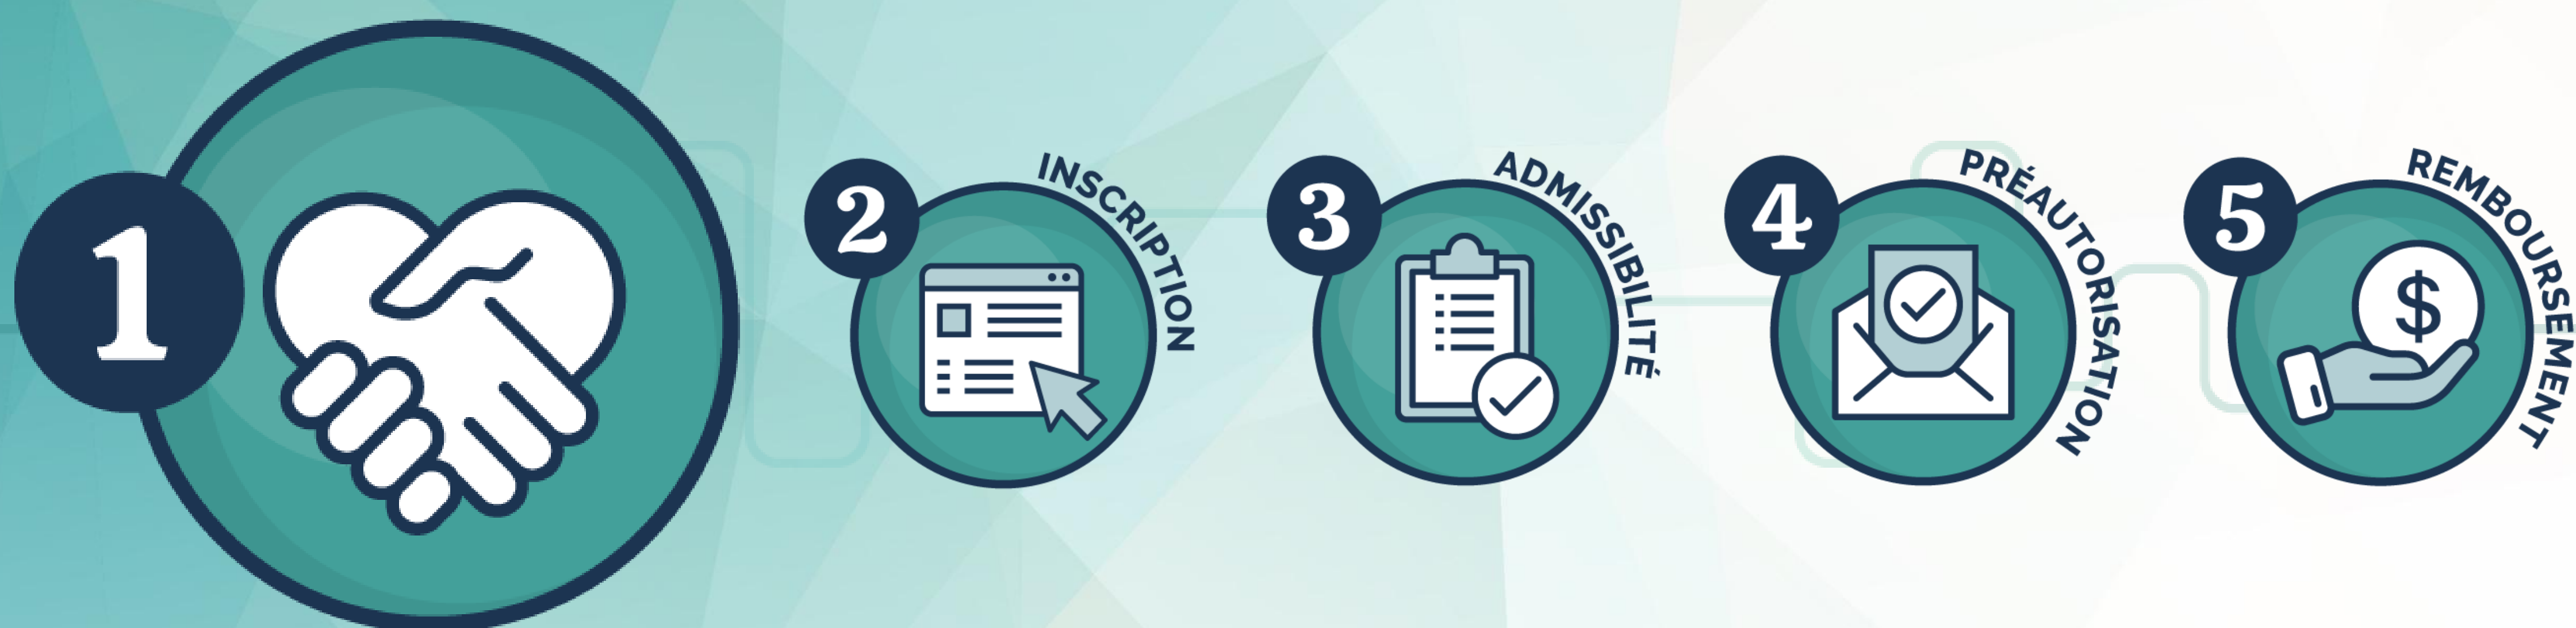 1
2
INSCRIPTION
3
ADMISSIBILITÉ
4
PRÉAUTORISATION
5
REMBOURSEMENT
$